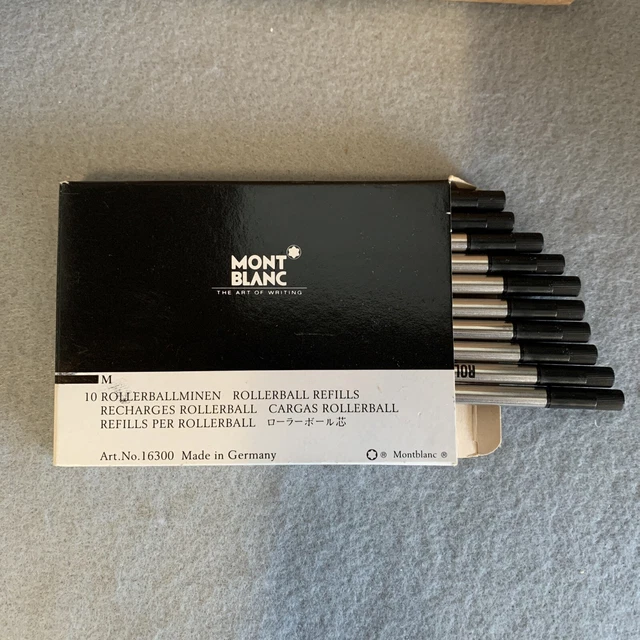 MONT
BLANC
THE ART OF WRITING
M
10 ROLLERBALLMINEN ROLLERBALL REFILLS
RECHARGES ROLLERBALL CARGAS ROLLERBALL
REFILLS PER ROLLERBALL ローラーボール芯
Art.No.16300 Made in Germany
® Montblanc ®
ROL